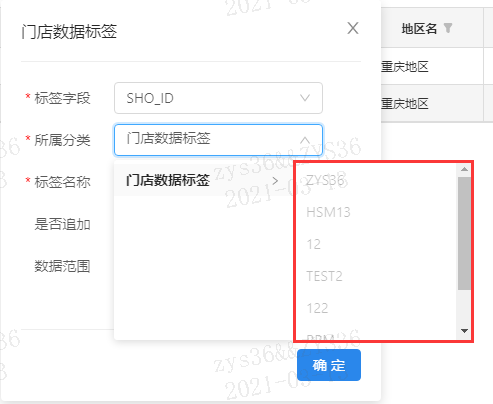 门店数据标签
地区名
* 标签字段 SHO_ID
重庆地区
* 所属分类 门店数据标签
重庆地区
* 标签名称 门店数据标签
ZYS36
HSM13
是否追加
12
数据范围
TEST2
122
确 定
zys36&&ZYS36
2021-03
zys36&&ZYS36
2021-03